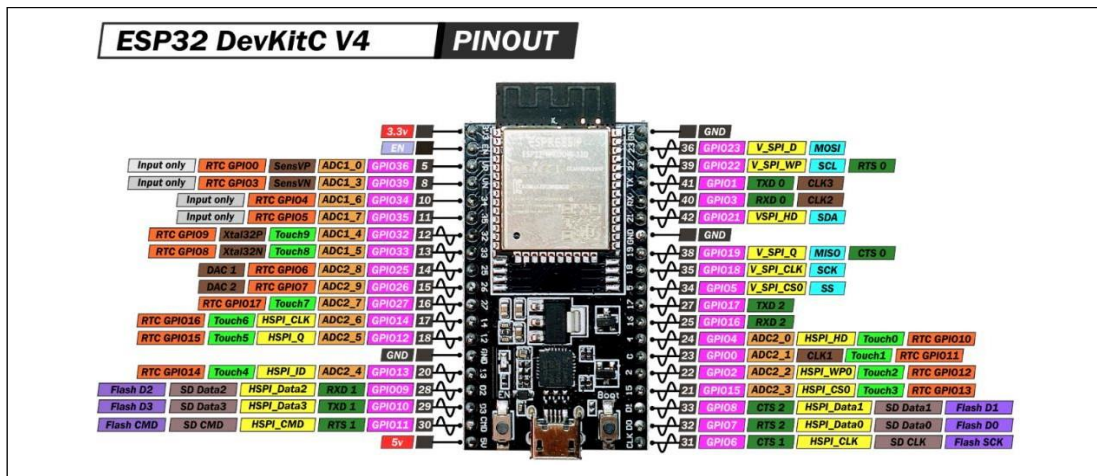 ESP32 DevKitC V4 PINOUT
3.3v GND
EN 36 GPIO23 V_SPI_D MOSI
Input only RTC GPIO0 SensVP ADC1_0 GPIO36 5 39 GPIO22 V_SPI_WP SCL RTS 0
Input only RTC GPIO3 SensVN ADC1_3 GPIO39 8 41 GPIO1 TXD 0 CLK3
Input only RTC GPIO4 ADC1_6 GPIO34 10 40 GPIO3 RXD 0 CLK2
Input only RTC GPIO5 ADC1_7 GPIO35 11 42 GPIO21 VSPI_HD SDA
RTC GPIO9 Xtal32P Touch9 ADC1_4 GPIO32 12 GND
RTC GPIO8 Xtal32N Touch8 ADC1_5 GPIO33 13 38 GPIO19 V_SPI_Q MISO CTS 0
DAC 1 RTC GPIO6 ADC2_8 GPIO25 14 35 GPIO18 V_SPI_CLK SCK
DAC 2 RTC GPIO7 ADC2_9 GPIO26 15 34 GPIO5 V_SPI_CS0 SS
RTC GPIO17 Touch7 ADC2_7 GPIO27 16 27 GPIO17 TXD 2
RTC GPIO16 Touch6 HSPI_CLK ADC2_6 GPIO14 17 25 GPIO16 RXD 2
RTC GPIO15 Touch5 HSPI_Q ADC2_5 GPIO12 18 24 GPIO4 ADC2_0 HSPI_HD Touch0 RTC GPIO10
GND 23 GPIO0 ADC2_1 CLK1 Touch1 RTC GPIO11
RTC GPIO14 Touch4 HSPI_ID ADC2_4 GPIO13 20 22 GPIO2 ADC2_2 HSPI_WP0 Touch2 RTC GPIO12
Flash D2 SD Data2 HSPI_Data2 RXD 1 GPIO09 28 21 GPIO15 ADC2_3 HSPI_CS0 Touch3 RTC GPIO13
Flash D3 SD Data3 HSPI_Data3 TXD 1 GPIO10 29 33 GPIO8 CTS 2 HSPI_Data1 SD Data1 Flash D1
Flash CMD SD CMD HSPI_CMD RTS 1 GPIO11 30 32 GPIO7 RTS 2 HSPI_Data0 SD Data0 Flash D0
5v 31 GPIO6 CTS 1 HSPI_CLK SD CLK Flash SCK
EN Boot